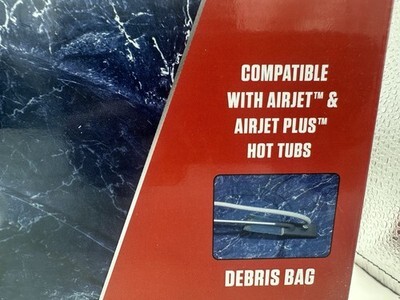 COMPATIBLE
WITH AIRJET™ &
AIRJET PLUS™
HOT TUBS
DEBRIS BAG